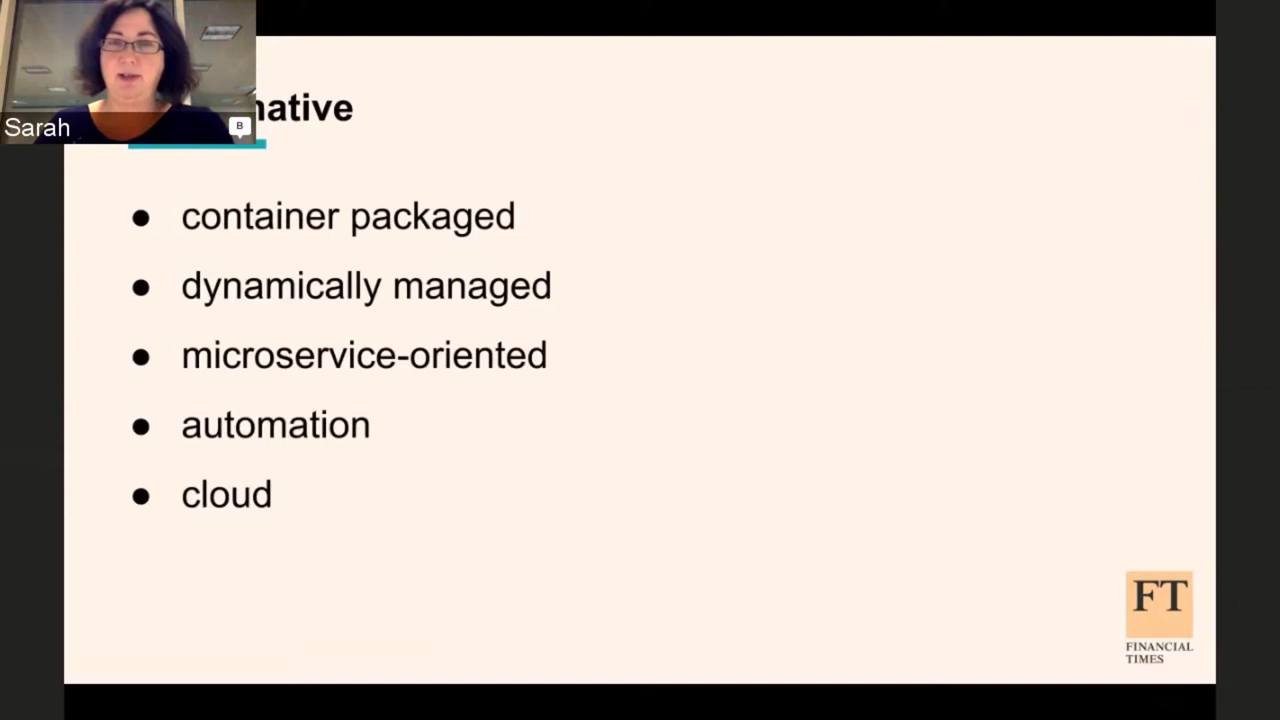 Sarah
B
native
● container packaged
● dynamically managed
● microservice-oriented
● automation
● cloud
FT
FINANCIAL
TIMES